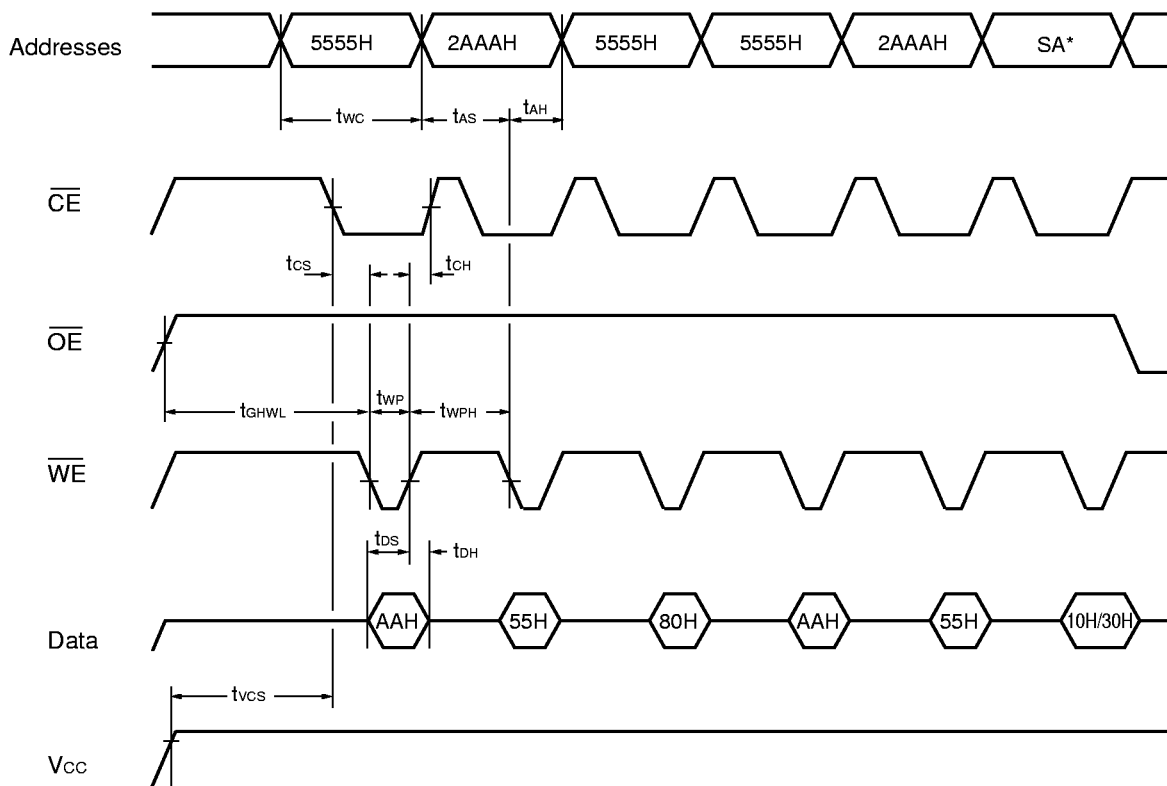 Addresses 5555H 2AAAH 5555H 5555H 2AAAH SA*
tWC tAS tAH
CE
tCS tCH
OE
tGHWL tWP tWPH
WE
tDS tDH
Data AAH 55H 80H AAH 55H 10H/30H
tVCS
VCC